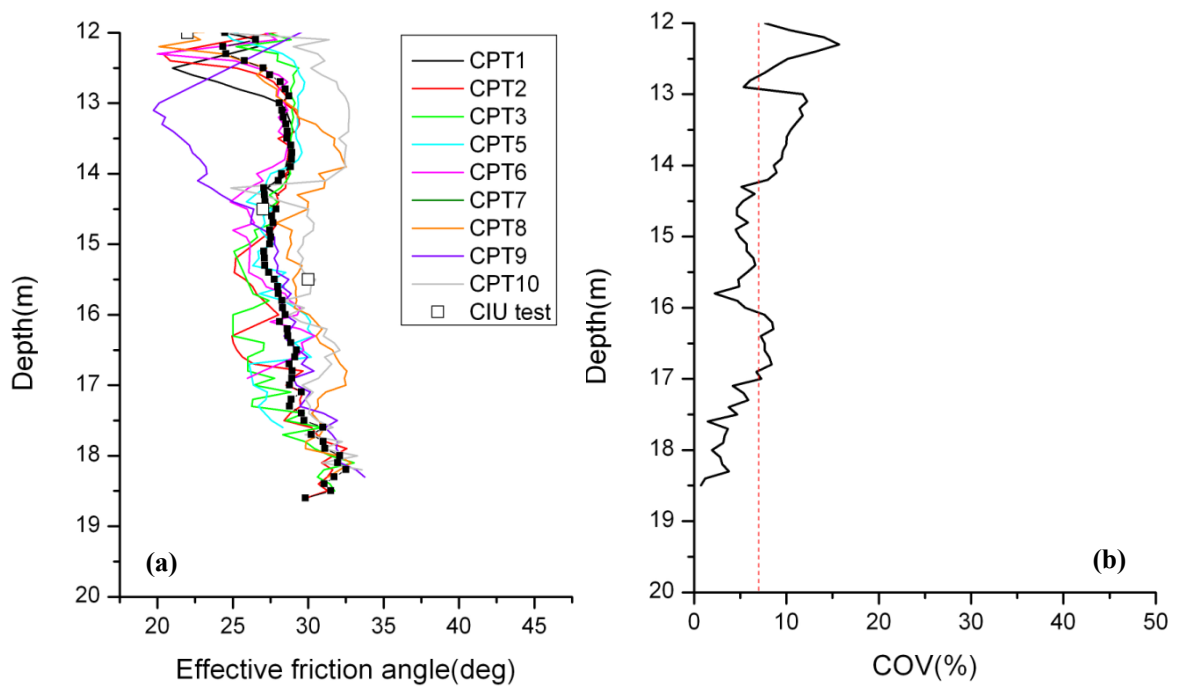 12
13
14
15
16
17
18
19
20
Depth(m)
20 25 30 35 40 45
Effective friction angle(deg)
(a)
CPT1
CPT2
CPT3
CPT5
CPT6
CPT7
CPT8
CPT9
CPT10
CIU test
12
13
14
15
16
17
18
19
20
Depth(m)
0 10 20 30 40 50
COV(%)
(b)